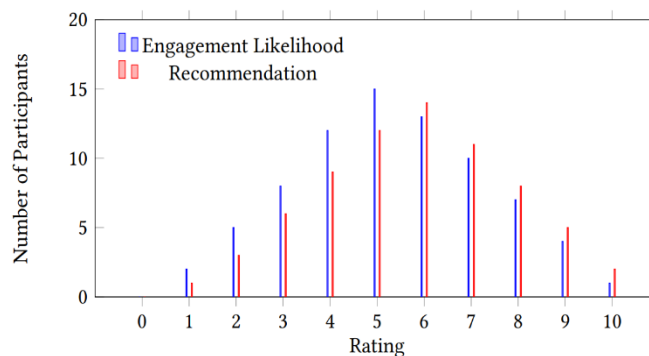 20
15
10
5
0
Number of Participants
Engagement Likelihood
Recommendation
0 1 2 3 4 5 6 7 8 9 10
Rating